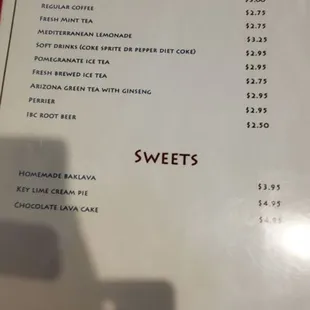 REGULAR COFFEE $2.75
FRESH MINT TEA $2.75
MEDITERRANEAN LEMONADE $3.25
SOFT DRINKS (COKE SPRITE DR PEPPER DIET COKE) $2.95
POMEGRANATE ICE TEA $2.95
FRESH BREWED ICE TEA $2.75
ARIZONA GREEN TEA WITH GINSENG $2.95
PERRIER $2.95
IBC ROOT BEER $2.50
SWEETS
HOMEMADE BAKLAVA $3.95
KEY LIME CREAM PIE $4.95
CHOCOLATE LAVA CAKE $4.95